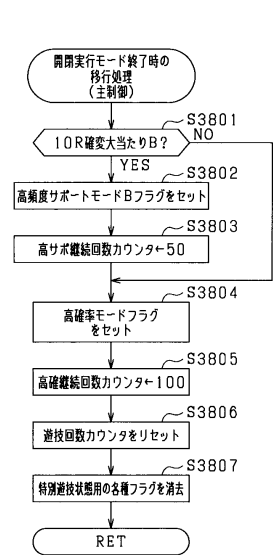 開閉実行モード終了時の
移行処理
(主制御)
S3801
10R確変大当たりB?
NO
YES
S3802
高頻度サポートモードBフラグをセット
S3803
高サポ継続回数カウンタ←50
S3804
高確率モードフラグ
をセット
S3805
高確継続回数カウンタ←100
S3806
遊技回数カウンタをリセット
S3807
特別遊技状態用の各種フラグを消去
RET